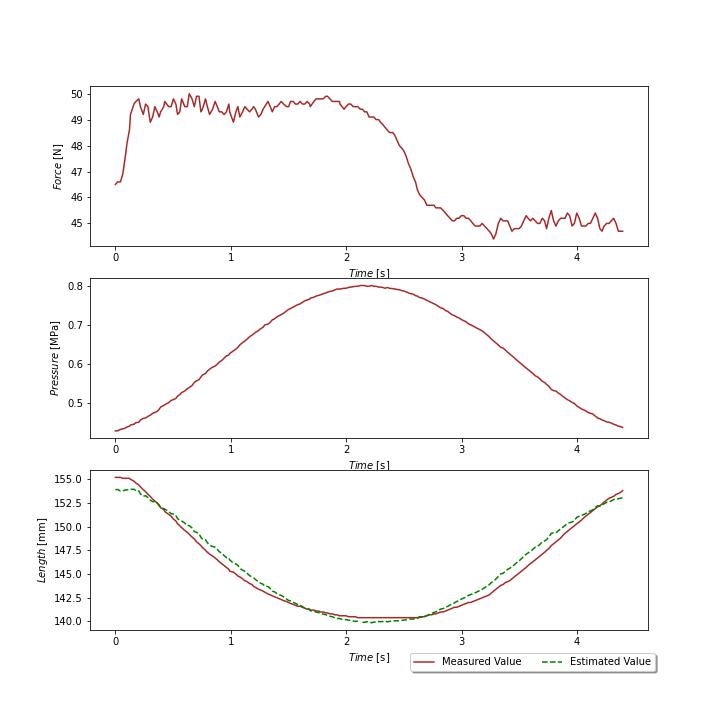 Force [N]
50
49
48
47
46
45
0 1 2 3 4
Time [s]
Pressure [MPa]
0.8
0.7
0.6
0.5
0 1 2 3 4
Time [s]
Length [mm]
155.0
152.5
150.0
147.5
145.0
142.5
140.0
0 1 2 3 4
Time [s]
Measured Value Estimated Value